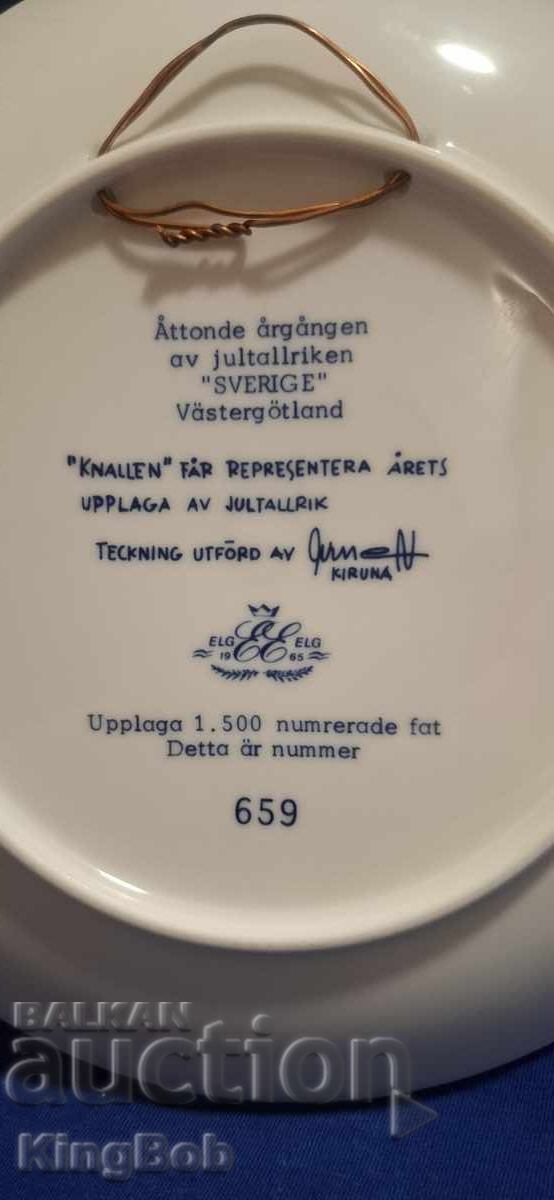 Åttonde årgången
av jultallriken
"SVERIGE"
Västergötland
"KNALLEN" FÅR REPRESENTERA ÅRETS
UPPLAGA AV JULTALLRIK
TECKNING UTFÖRD AV
KIRUNA
ELG EE ELG
19 65
Upplaga 1.500 numrerade fat
Detta är nummer
659
BALKAN
auction
KingBob